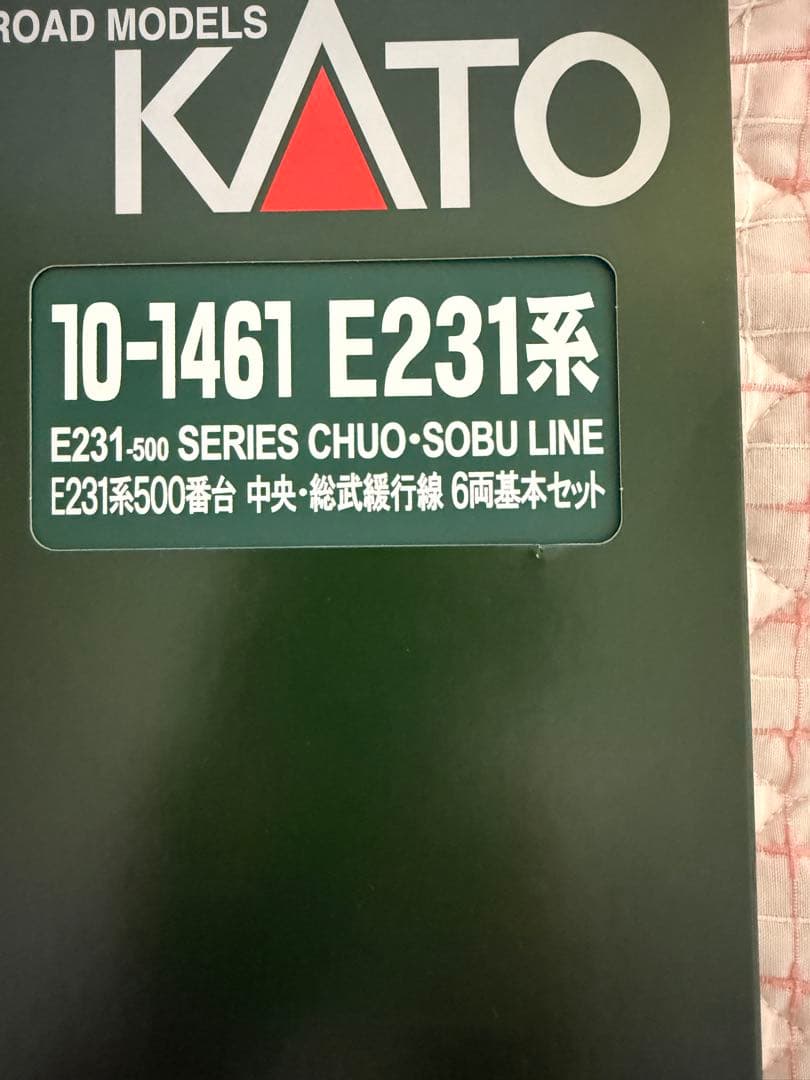 ROAD MODELS
KATO
10-1461 E231系
E231-500 SERIES CHUO・SOBU LINE
E231系500番台 中央・総武緩行線 6両基本セット